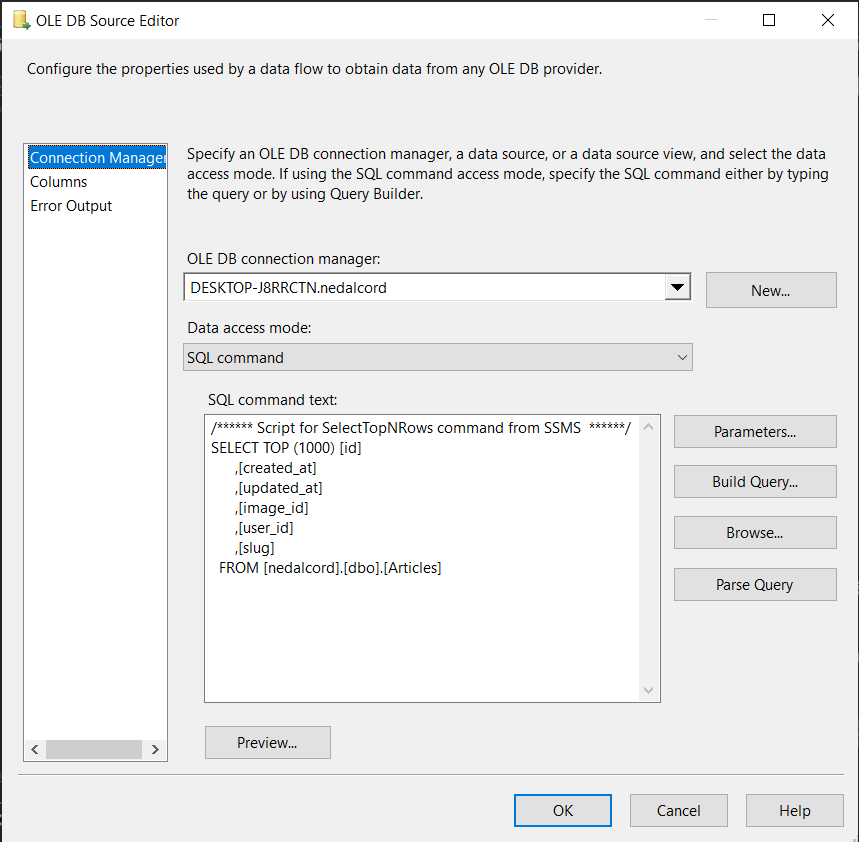 OLE DB Source Editor
Configure the properties used by a data flow to obtain data from any OLE DB provider.
Connection Manager
Columns
Error Output
Specify an OLE DB connection manager, a data source, or a data source view, and select the data
access mode. If using the SQL command access mode, specify the SQL command either by typing
the query or by using Query Builder.
OLE DB connection manager:
DESKTOP-J8RRCTN.nedalcord
New...
Data access mode:
SQL command
SQL command text:
/****** Script for SelectTopNRows command from SSMS  ******/
SELECT TOP (1000) [id]
,[created_at]
,[updated_at]
,[image_id]
,[user_id]
,[slug]
FROM [nedalcord].[dbo].[Articles]
Parameters...
Build Query...
Browse...
Parse Query
Preview...
OK
Cancel
Help